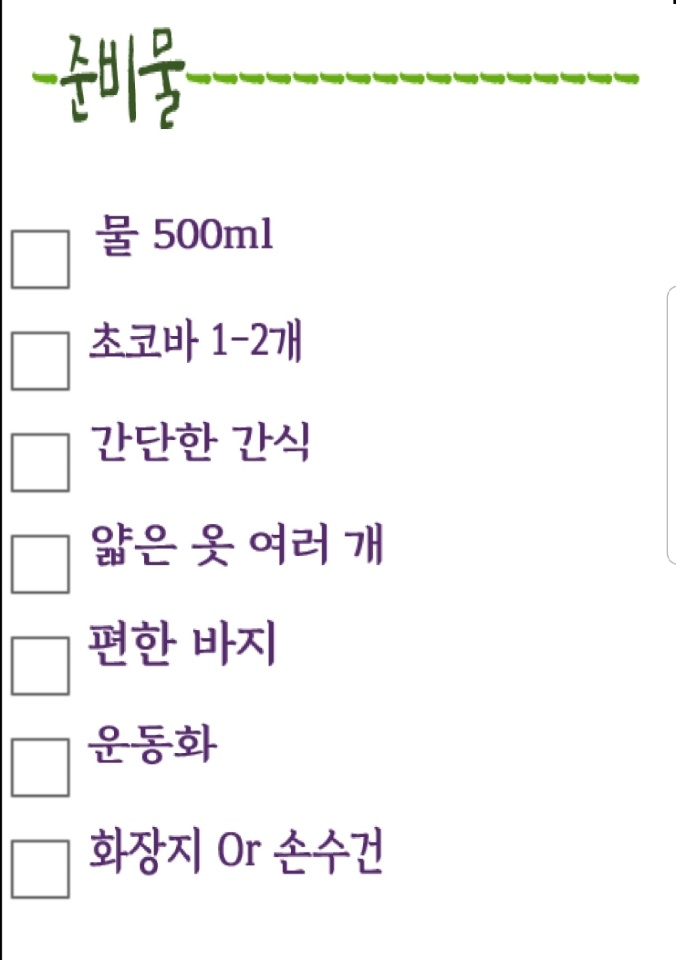 준비물
물 500ml
초코바 1-2개
간단한 간식
얇은 옷 여러 개
편한 바지
운동화
화장지 Or 손수건